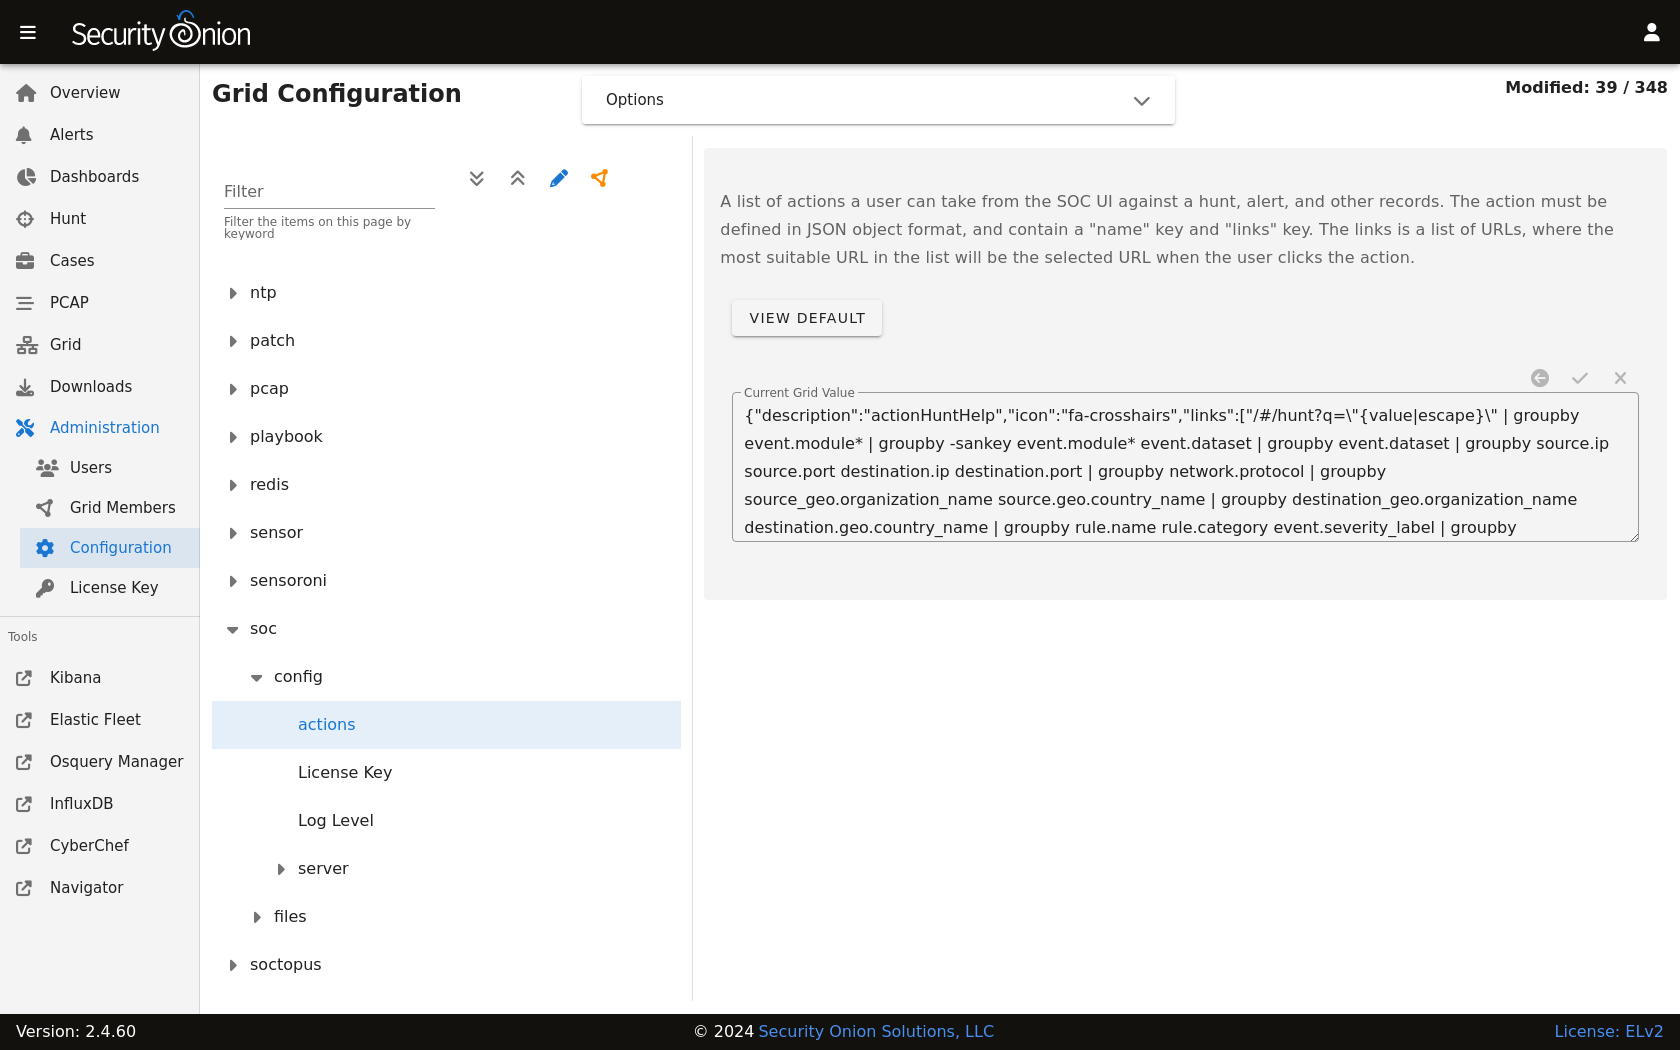 Security Onion
Overview
Alerts
Dashboards
Hunt
Cases
PCAP
Grid
Downloads
Administration
Users
Grid Members
Configuration
License Key
Tools
Kibana
Elastic Fleet
Osquery Manager
InfluxDB
CyberChef
Navigator
Grid Configuration
Options
Modified: 39 / 348
Filter
Filter the items on this page by
keyword
ntp
patch
pcap
playbook
redis
sensor
sensoroni
soc
config
actions
License Key
Log Level
server
files
soctopus
A list of actions a user can take from the SOC UI against a hunt, alert, and other records. The action must be
defined in JSON object format, and contain a "name" key and "links" key. The links is a list of URLs, where the
most suitable URL in the list will be the selected URL when the user clicks the action.
VIEW DEFAULT
Current Grid Value
{"description":"actionHuntHelp","icon":"fa-crosshairs","links":["/#/hunt?q=\"{value|escape}\" | groupby
event.module* | groupby -sankey event.module* event.dataset | groupby event.dataset | groupby source.ip
source.port destination.ip destination.port | groupby network.protocol | groupby
source_geo.organization_name source.geo.country_name | groupby destination_geo.organization_name
destination.geo.country_name | groupby rule.name rule.category event.severity_label | groupby
Version: 2.4.60
© 2024 Security Onion Solutions, LLC
License: ELv2